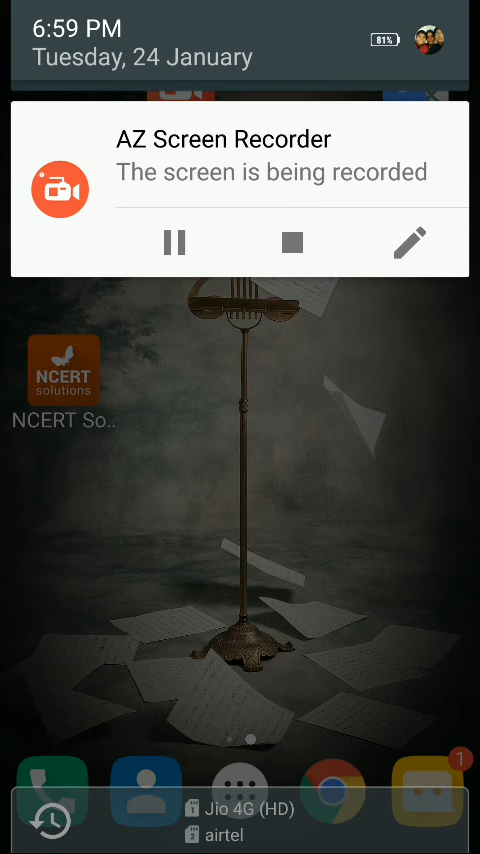 6:59 PM
81%
Tuesday, 24 January
AZ Screen Recorder
The screen is being recorded
NCERT
solutions
NCERT So..
1
1 Jio 4G (HD)
2 airtel